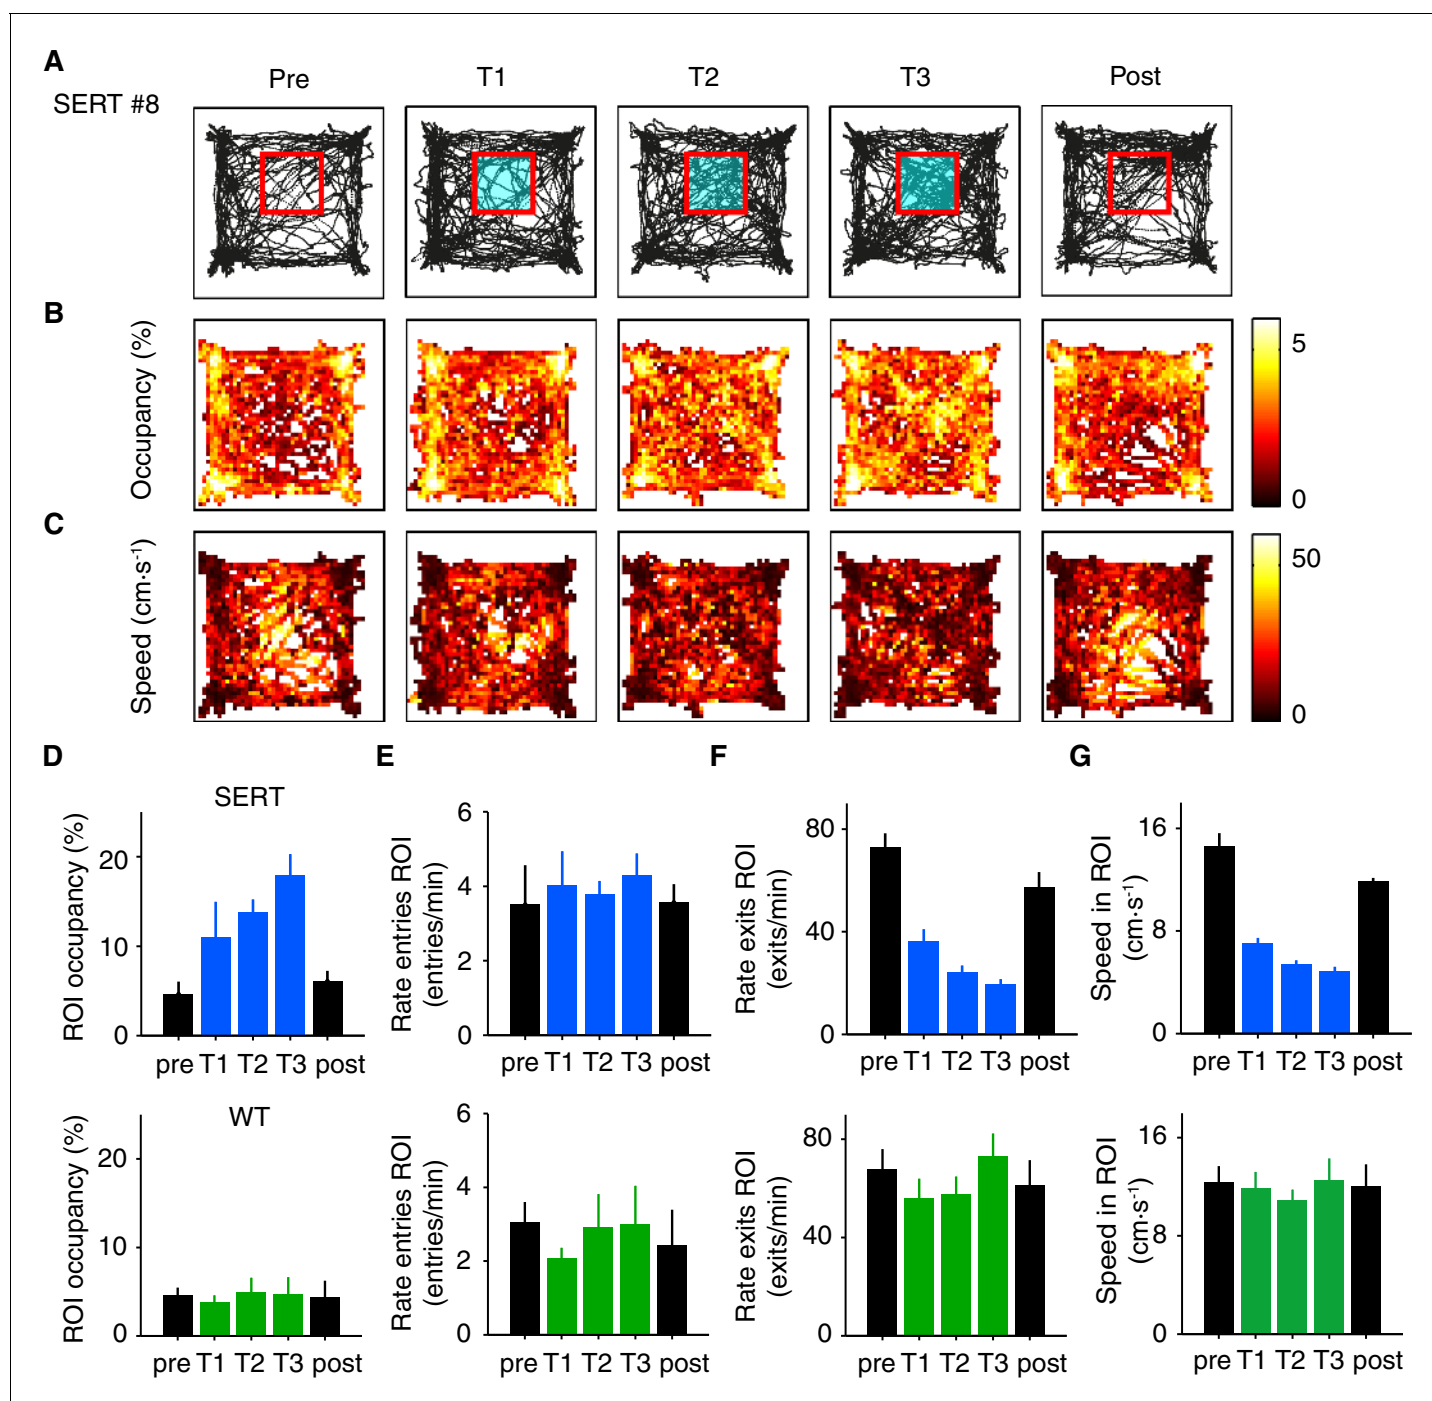 A
SERT #8
Pre
T1
T2
T3
Post
B
Occupancy (%)
5
0
C
Speed (cm·s⁻¹)
50
0
D
SERT
ROI occupancy (%)
20
10
0
pre T1 T2 T3 post
E
Rate entries ROI
(entries/min)
6
4
2
0
pre T1 T2 T3 post
F
Rate exits ROI
(exits/min)
80
40
0
pre T1 T2 T3 post
G
Speed in ROI
(cm·s⁻¹)
16
8
0
pre T1 T2 T3 post
WT
ROI occupancy (%)
20
10
0
pre T1 T2 T3 post
Rate entries ROI
(entries/min)
6
4
2
0
pre T1 T2 T3 post
Rate exits ROI
(exits/min)
80
40
0
pre T1 T2 T3 post
Speed in ROI
(cm·s⁻¹)
16
8
0
pre T1 T2 T3 post